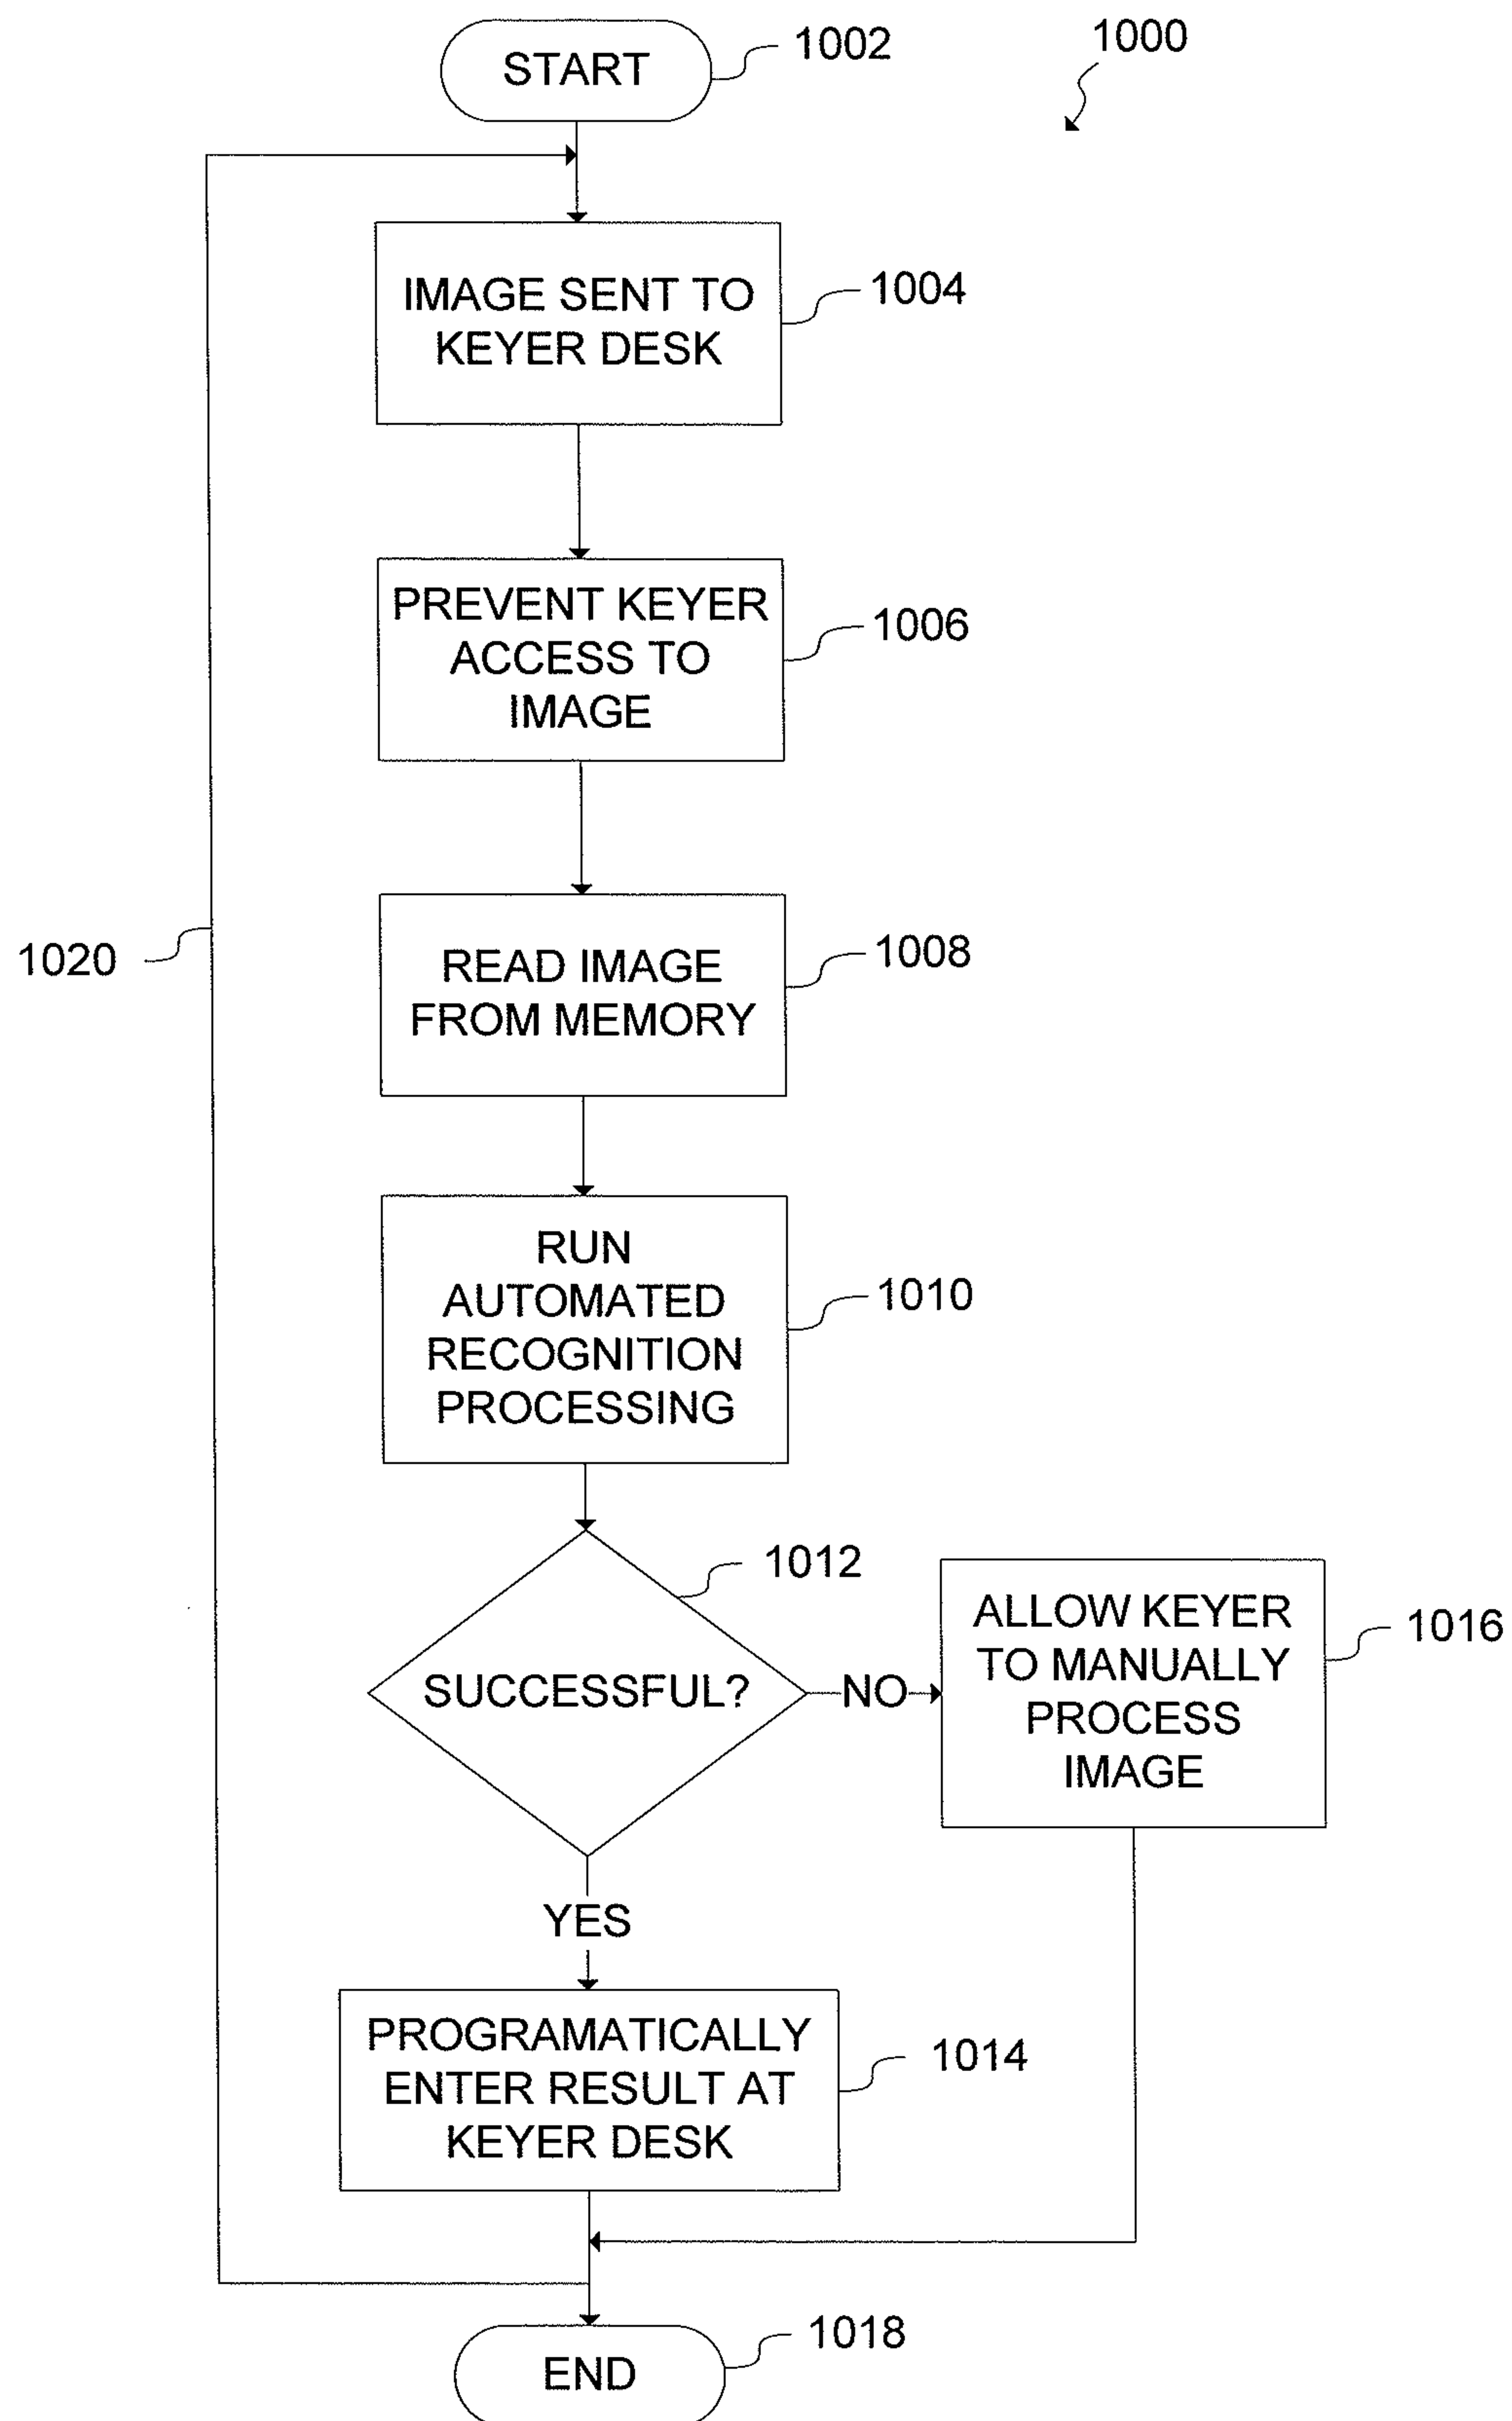 1002
1000
START
IMAGE SENT TO
KEYER DESK
1004
PREVENT KEYER
ACCESS TO
IMAGE
1006
1020
READ IMAGE
FROM MEMORY
1008
RUN
AUTOMATED
RECOGNITION
PROCESSING
1010
1012
SUCCESSFUL?
NO
ALLOW KEYER
TO MANUALLY
PROCESS
IMAGE
1016
YES
PROGRAMATICALLY
ENTER RESULT AT
KEYER DESK
1014
1018
END